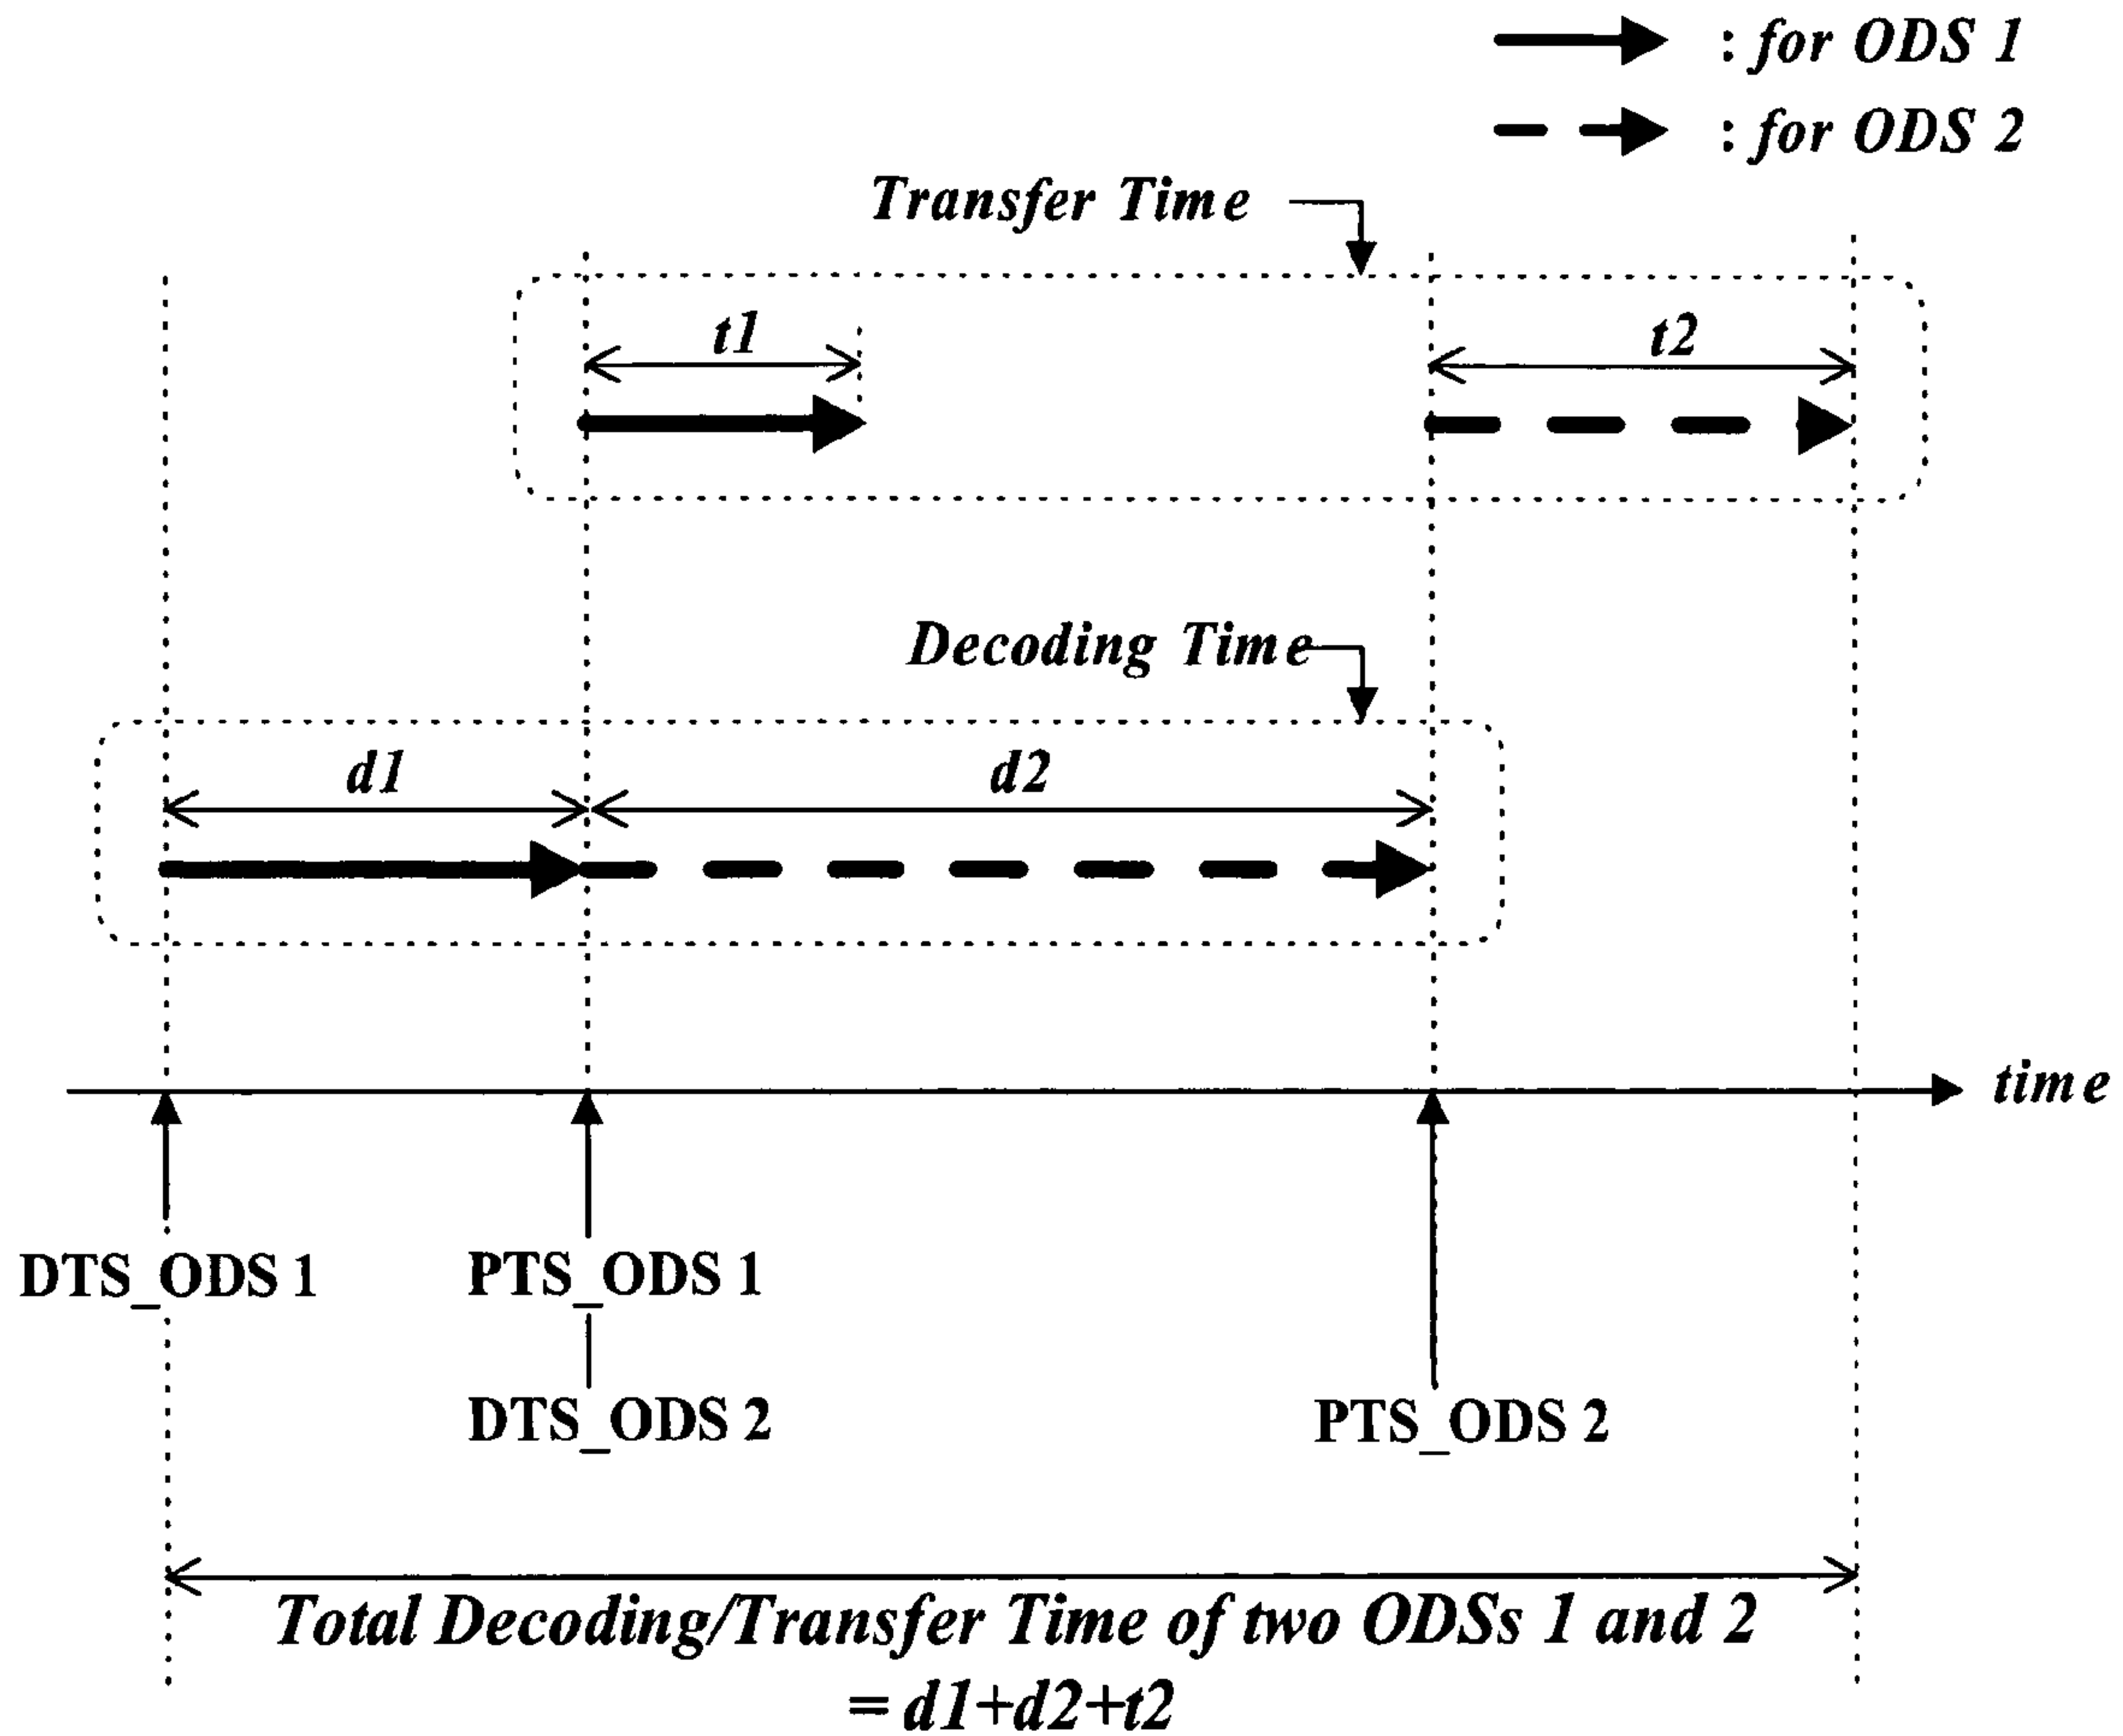 : for ODS 1
: for ODS 2
Transfer Time
t1
t2
Decoding Time
d1
d2
time
DTS_ODS 1
PTS_ODS 1
DTS_ODS 2
PTS_ODS 2
Total Decoding/Transfer Time of two ODSs 1 and 2
= d1+d2+t2